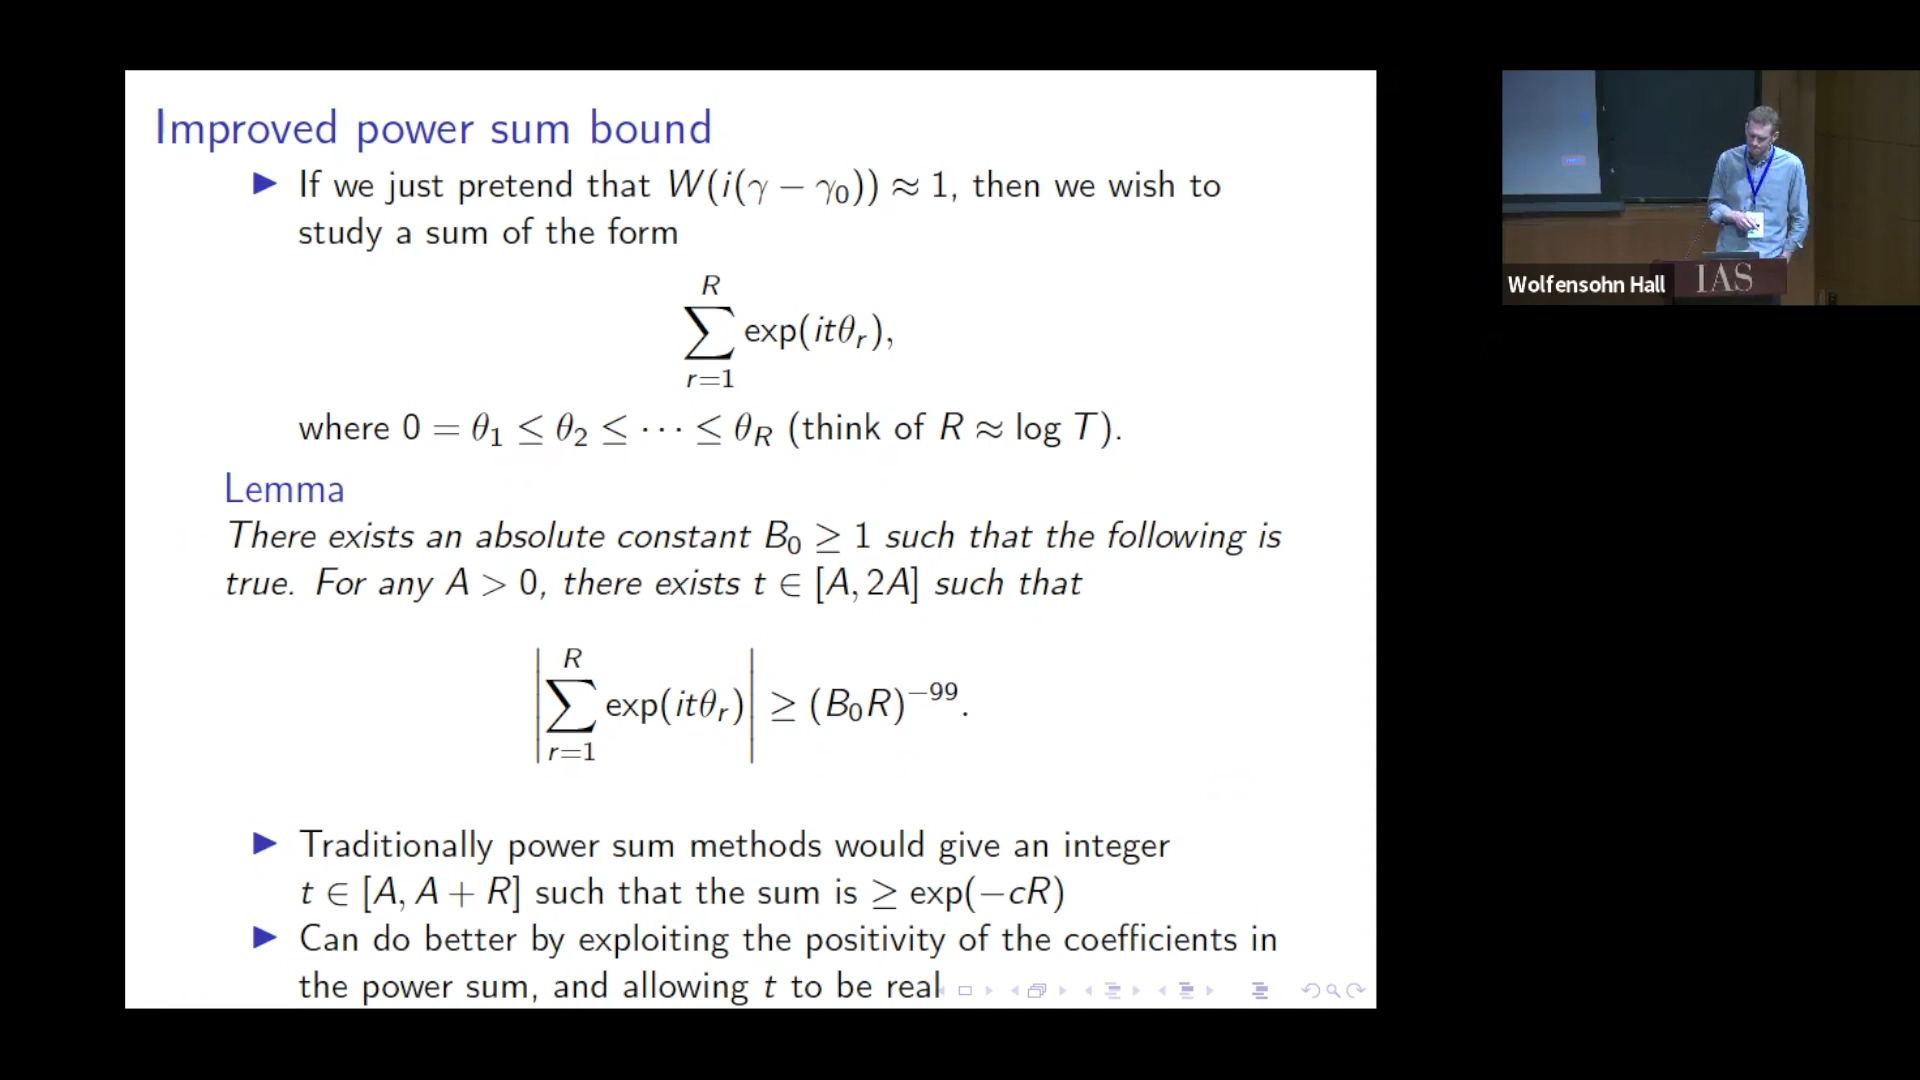 Improved power sum bound
▶ If we just pretend that W(i(γ − γ₀)) ≈ 1, then we wish to
study a sum of the form
R
∑ exp(itθᵣ),
r=1
where 0 = θ₁ ≤ θ₂ ≤ ⋯ ≤ θ_R (think of R ≈ log T).
Lemma
There exists an absolute constant B₀ ≥ 1 such that the following is
true. For any A > 0, there exists t ∈ [A, 2A] such that
R
|∑ exp(itθᵣ)| ≥ (B₀R)⁻⁹⁹.
r=1
▶ Traditionally power sum methods would give an integer
t ∈ [A, A + R] such that the sum is ≥ exp(−cR)
▶ Can do better by exploiting the positivity of the coefficients in
the power sum, and allowing t to be real
Wolfensohn Hall
IAS